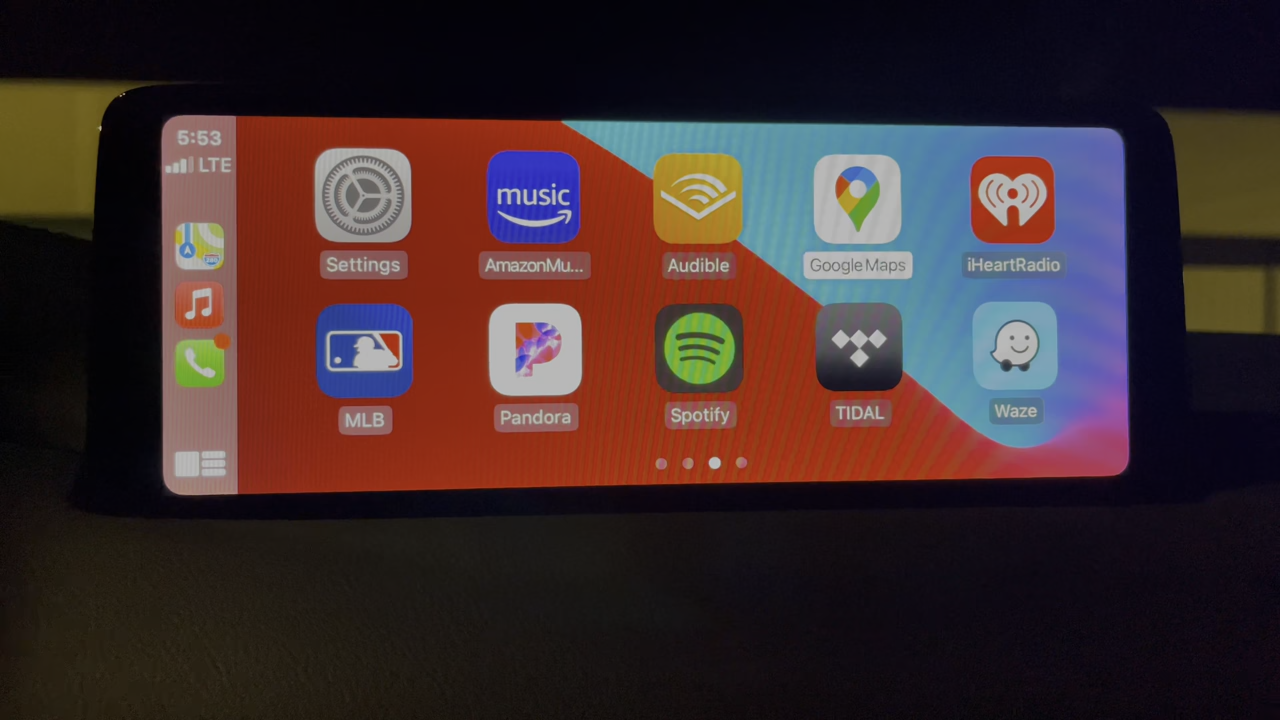 5:53
LTE
Settings
music
AmazonMu...
Audible
Google Maps
iHeartRadio
MLB
Pandora
Spotify
TIDAL
Waze